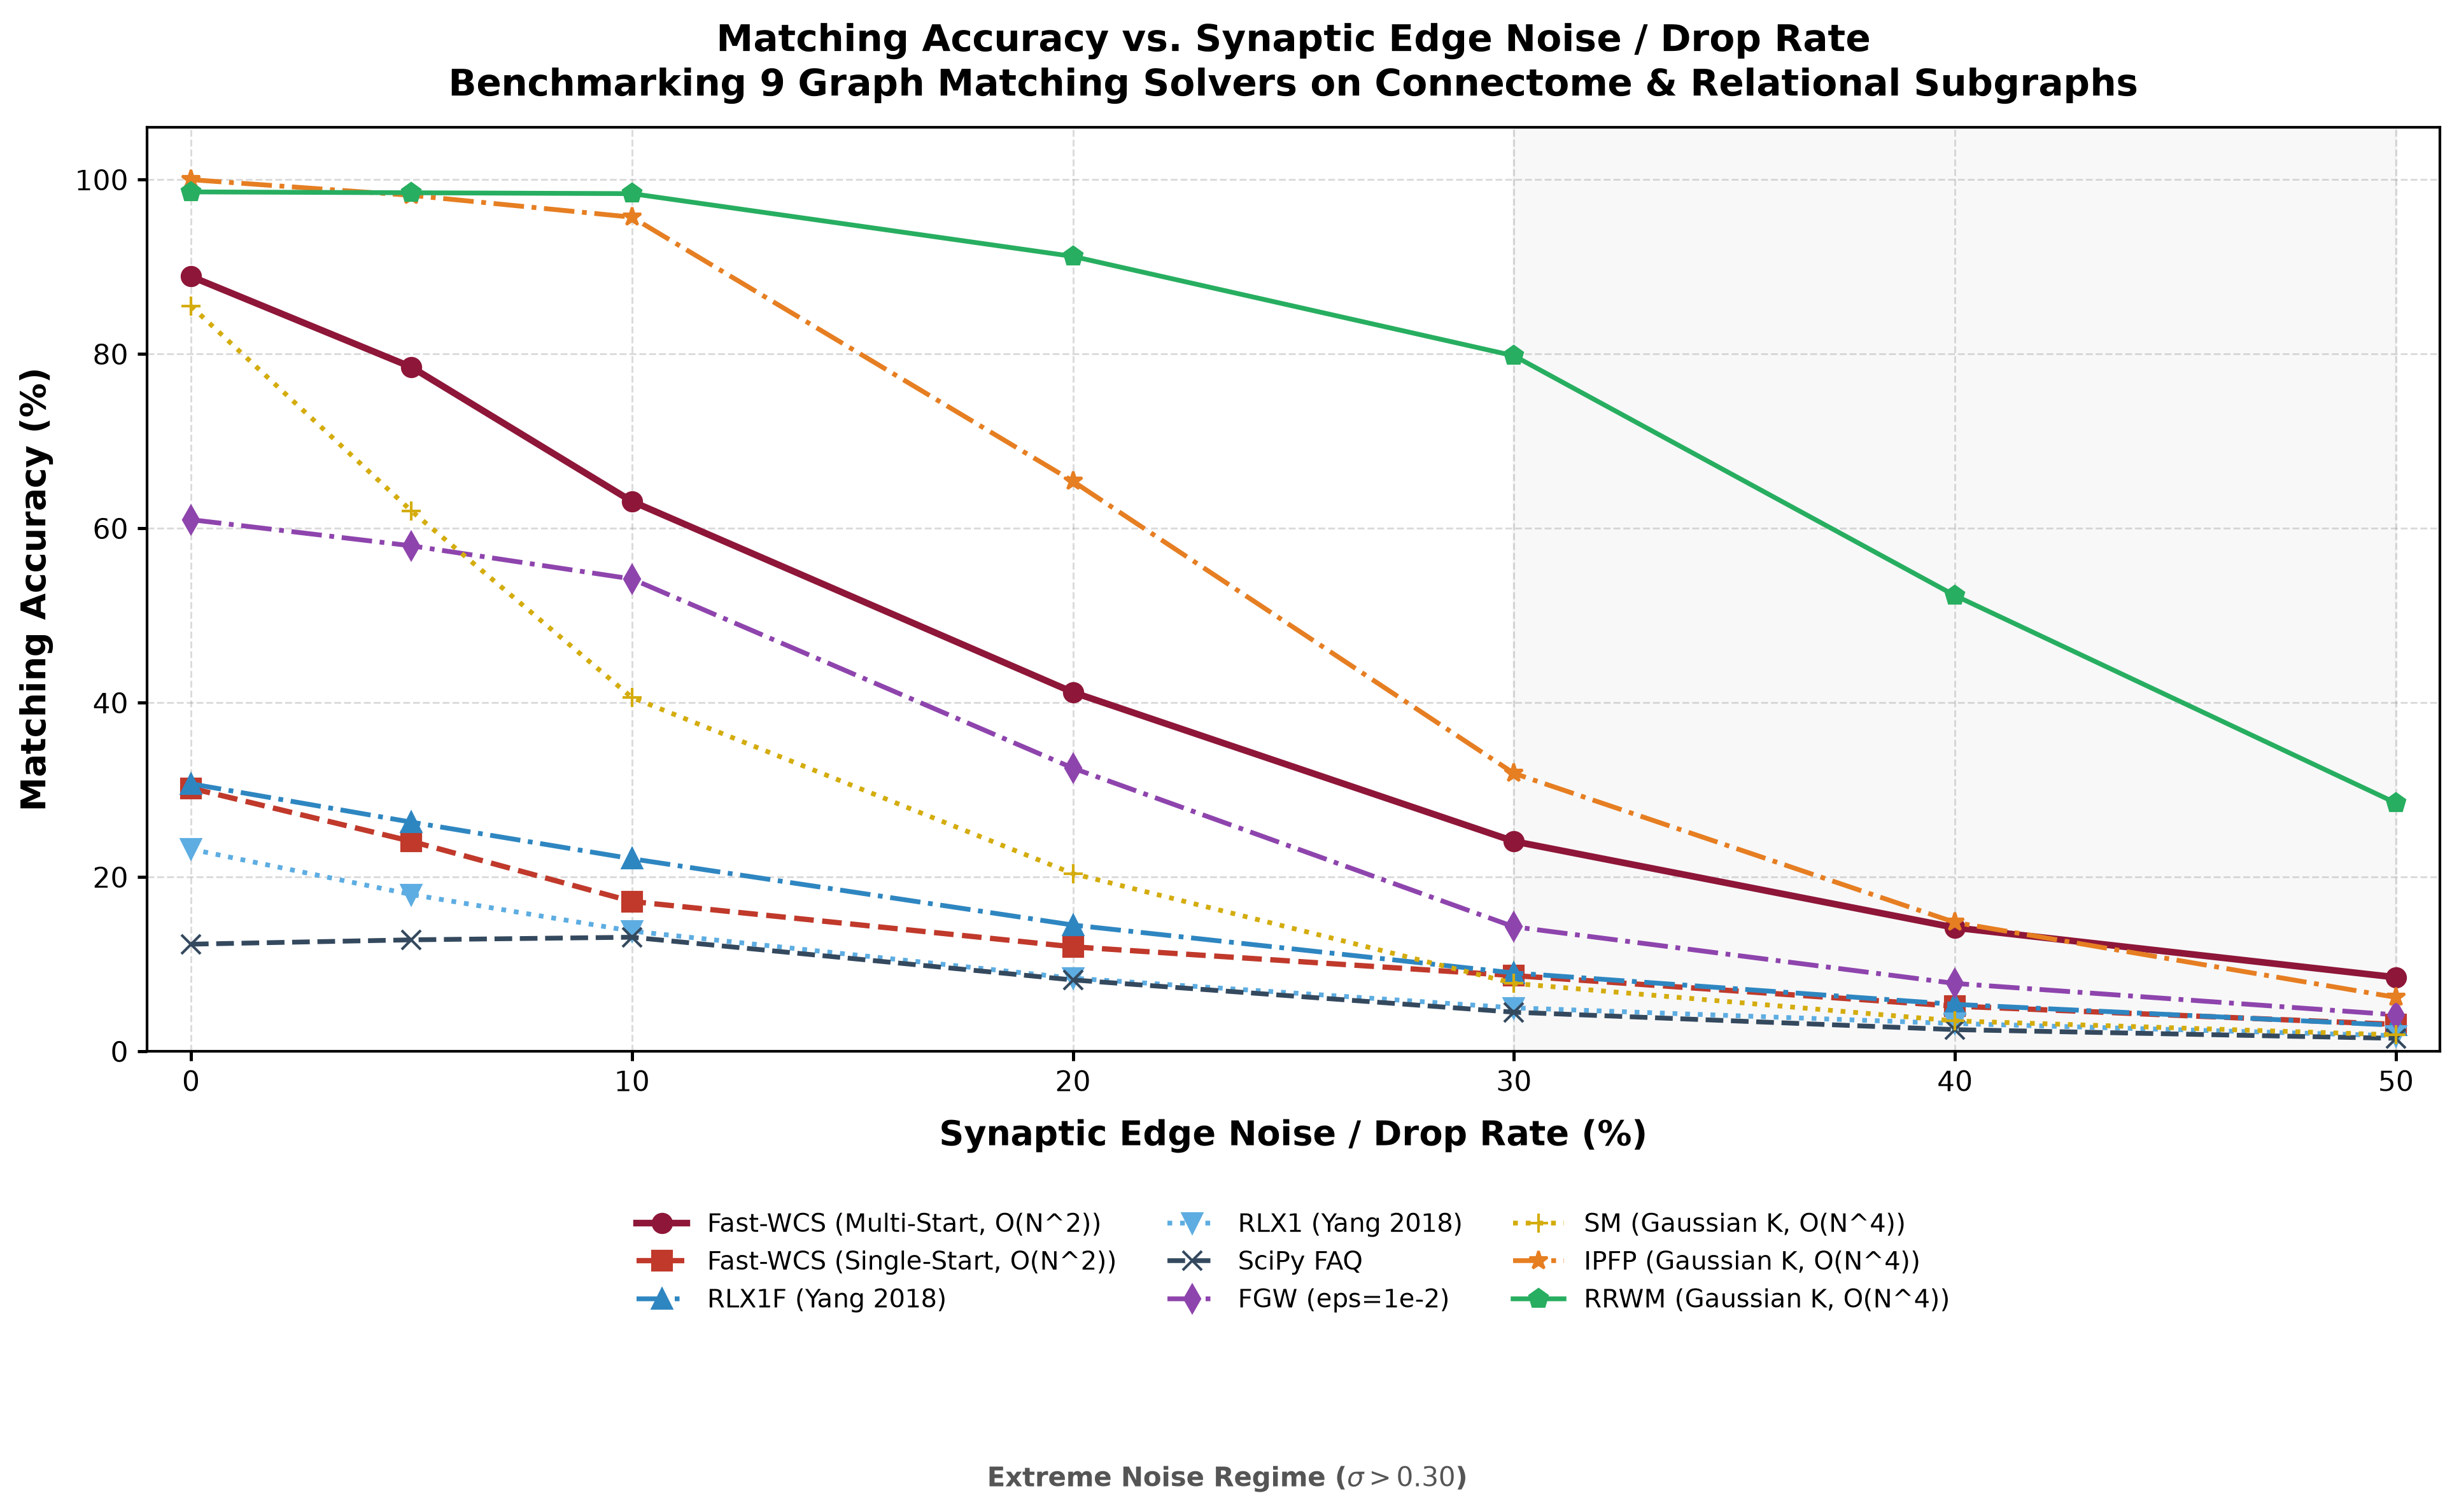 Matching Accuracy vs. Synaptic Edge Noise / Drop Rate
Benchmarking 9 Graph Matching Solvers on Connectome & Relational Subgraphs
Matching Accuracy (%)
100
80
60
40
20
0
0 10 20 30 40 50
Synaptic Edge Noise / Drop Rate (%)
Fast-WCS (Multi-Start, O(N^2))
Fast-WCS (Single-Start, O(N^2))
RLX1F (Yang 2018)
RLX1 (Yang 2018)
SciPy FAQ
FGW (eps=1e-2)
SM (Gaussian K, O(N^4))
IPFP (Gaussian K, O(N^4))
RRWM (Gaussian K, O(N^4))
Extreme Noise Regime (σ > 0.30)